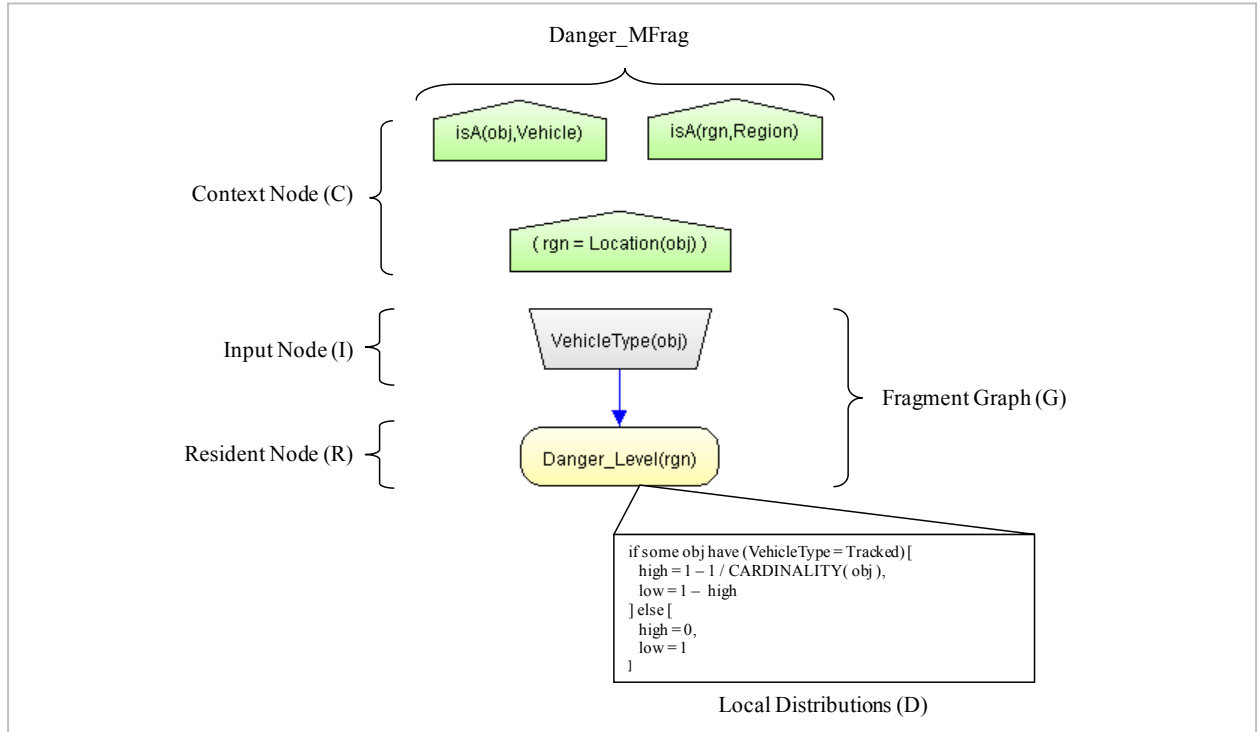 Danger_MFrag
isA(obj,Vehicle)
isA(rgn,Region)
Context Node (C)
( rgn = Location(obj) )
Input Node (I)
VehicleType(obj)
Fragment Graph (G)
Resident Node (R)
Danger_Level(rgn)
if some obj have (VehicleType = Tracked) [
high = 1 – 1 / CARDINALITY( obj ),
low = 1 – high
] else [
high = 0,
low = 1
]
Local Distributions (D)